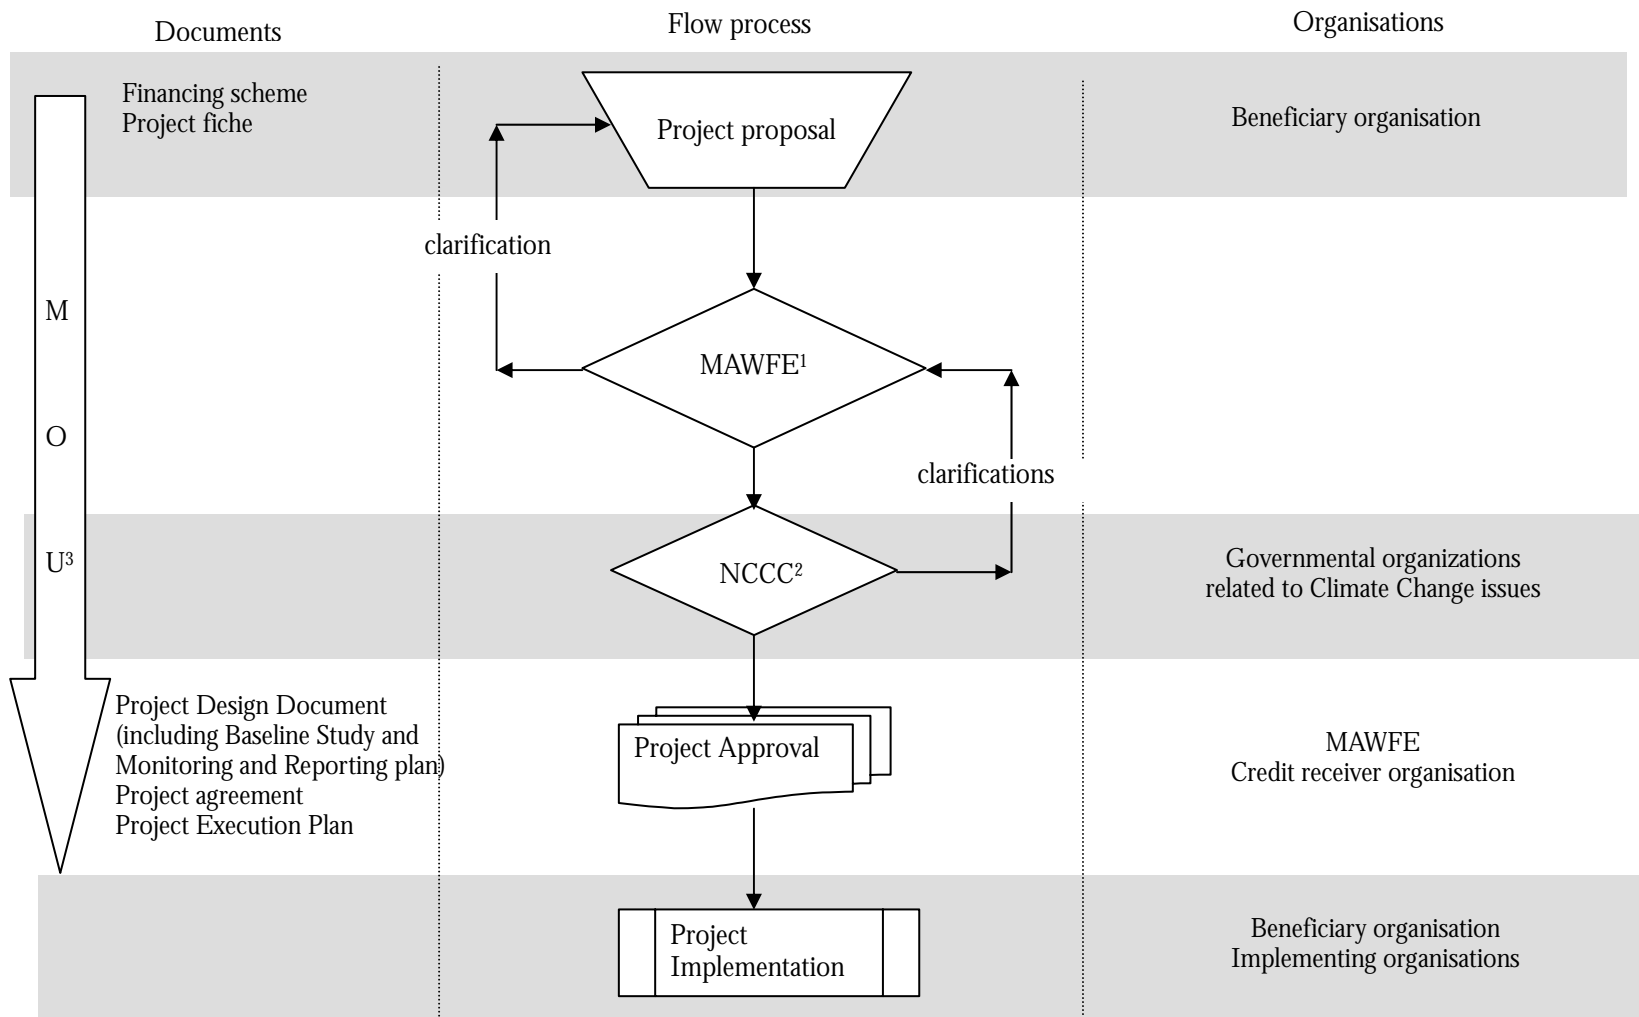 Documents
Flow process
Organisations
Financing scheme
Project fiche
Project proposal
Beneficiary organisation
clarification
M
O
U³
MAWFE¹
clarifications
NCCC²
Governmental organizations
related to Climate Change issues
Project Design Document
(including Baseline Study and
Monitoring and Reporting plan)
Project agreement
Project Execution Plan
Project Approval
MAWFE
Credit receiver organisation
Project
Implementation
Beneficiary organisation
Implementing organisations